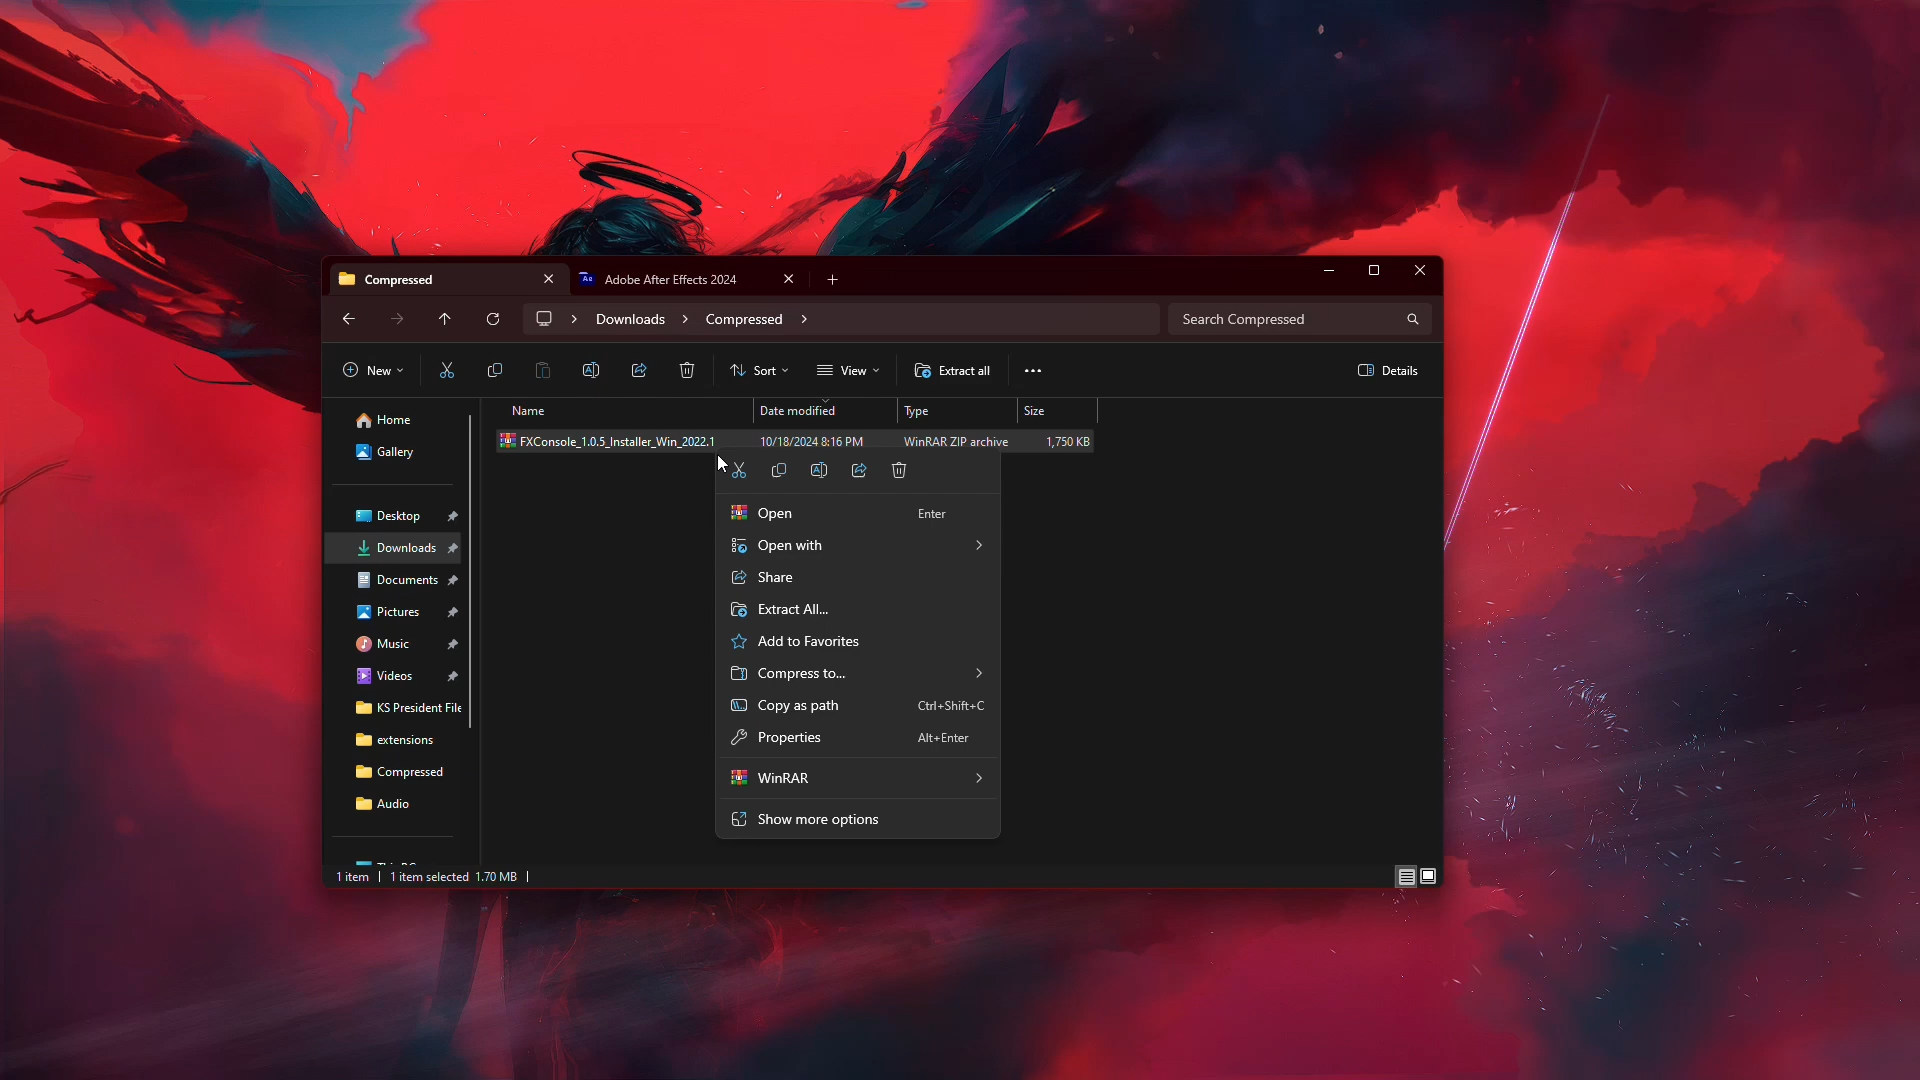 Compressed
Adobe After Effects 2024
Downloads
Compressed
Search Compressed
New
Sort
View
Extract all
Details
Name
Date modified
Type
Size
FXConsole_1.0.5_Installer_Win_2022.1
10/18/2024 8:16 PM
WinRAR ZIP archive
1,750 KB
Home
Gallery
Desktop
Downloads
Documents
Pictures
Music
Videos
KS President File
extensions
Compressed
Audio
Open Enter
Open with
Share
Extract All...
Add to Favorites
Compress to...
Copy as path Ctrl+Shift+C
Properties Alt+Enter
WinRAR
Show more options
1 item
1 item selected 1.70 MB